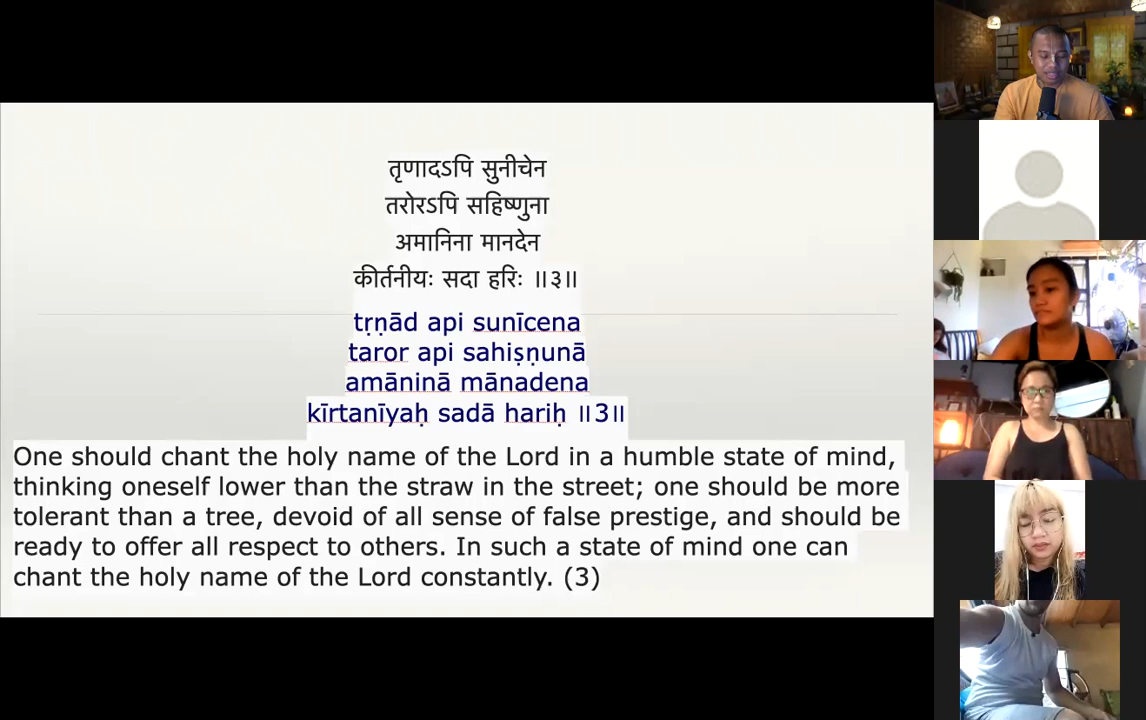 तृणादऽपि सुनीचेन
तरोरऽपि सहिष्णुना
अमानिना मानदेन
कीर्तनीयः सदा हरिः ॥३॥
tṛṇād api sunīcena
taror api sahiṣṇunā
amāninā mānadena
kīrtanīyaḥ sadā hariḥ ॥3॥
One should chant the holy name of the Lord in a humble state of mind,
thinking oneself lower than the straw in the street; one should be more
tolerant than a tree, devoid of all sense of false prestige, and should be
ready to offer all respect to others. In such a state of mind one can
chant the holy name of the Lord constantly. (3)